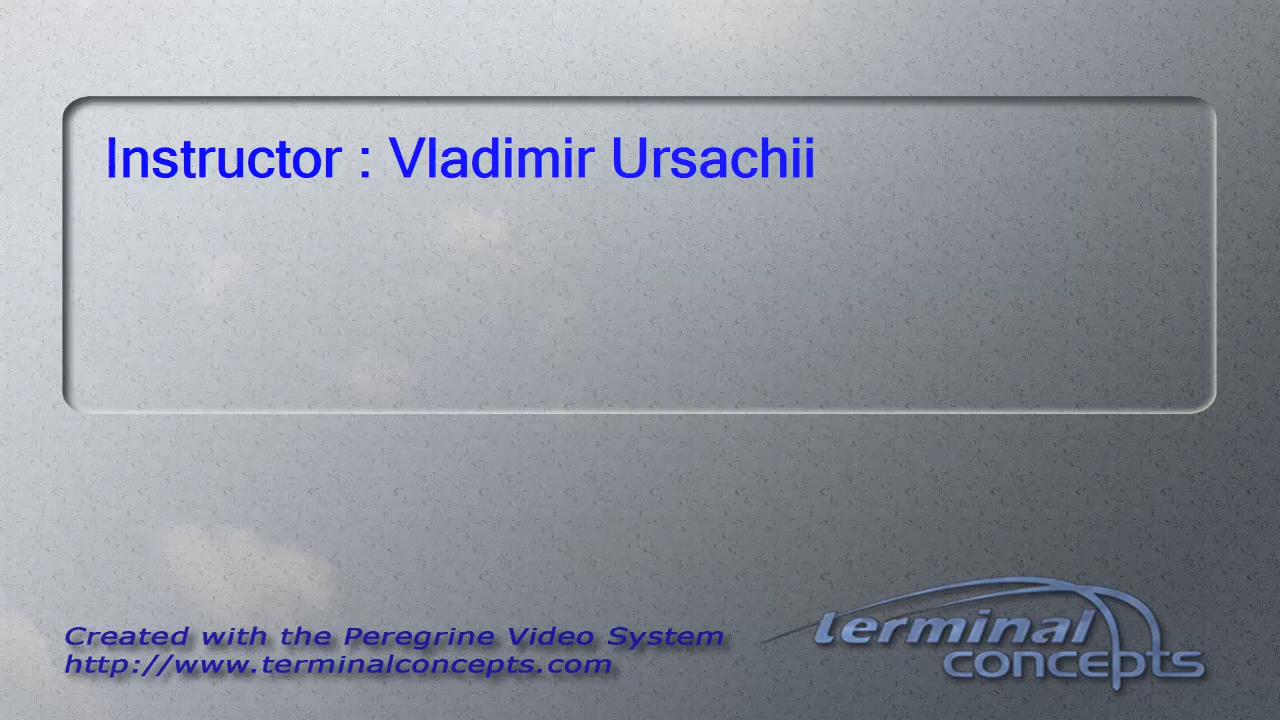 Instructor : Vladimir Ursachii
Created with the Peregrine Video System
http://www.terminalconcepts.com
terminal
concepts